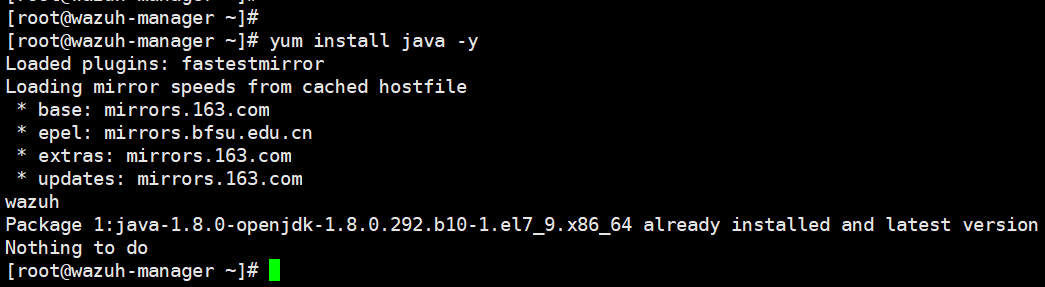 [root@wazuh-manager ~]#
[root@wazuh-manager ~]#
[root@wazuh-manager ~]# yum install java -y
Loaded plugins: fastestmirror
Loading mirror speeds from cached hostfile
 * base: mirrors.163.com
 * epel: mirrors.bfsu.edu.cn
 * extras: mirrors.163.com
 * updates: mirrors.163.com
wazuh
Package 1:java-1.8.0-openjdk-1.8.0.292.b10-1.el7_9.x86_64 already installed and latest version
Nothing to do
[root@wazuh-manager ~]#